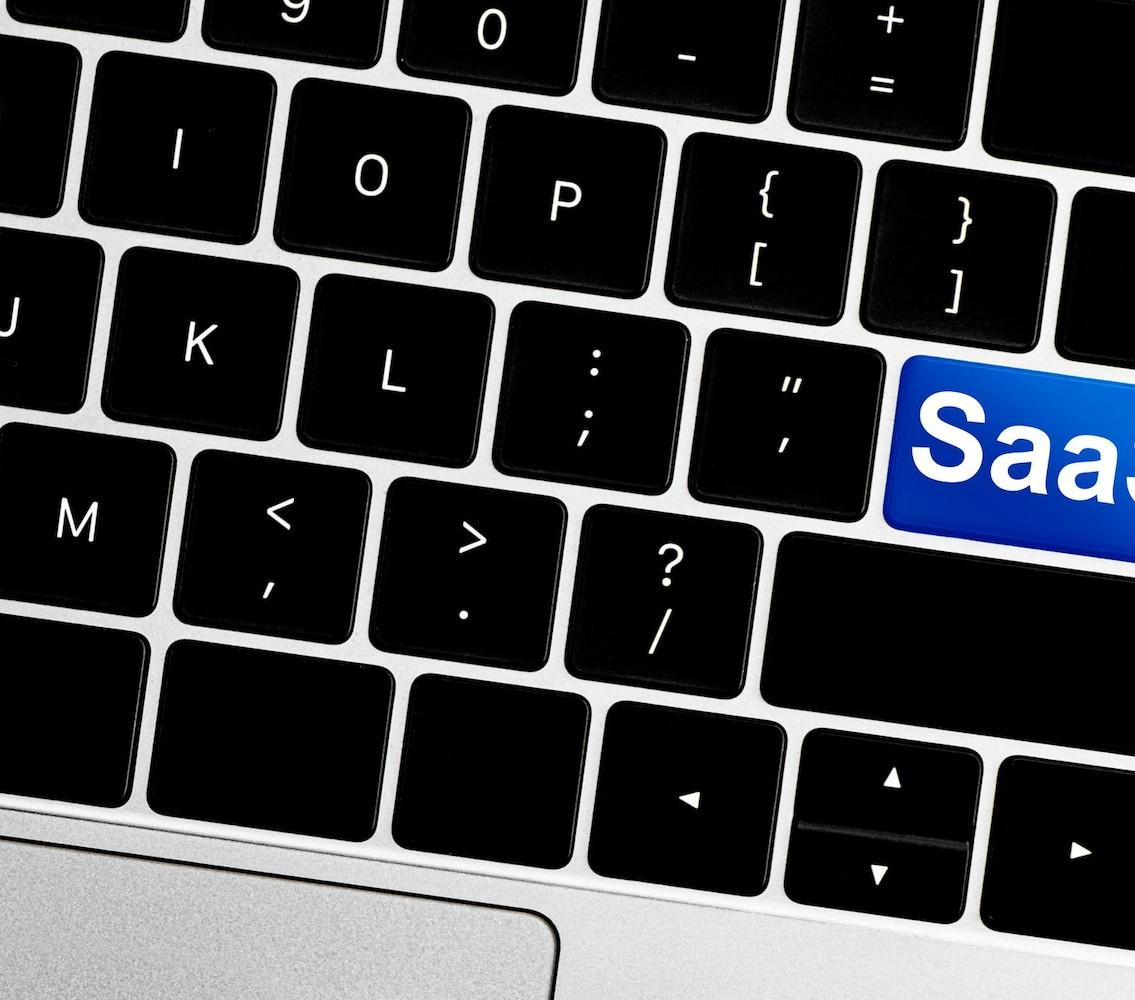 9 0 - + =
I O P { [ } ]
J K L : ; " ' Saa
M < , > . ? /